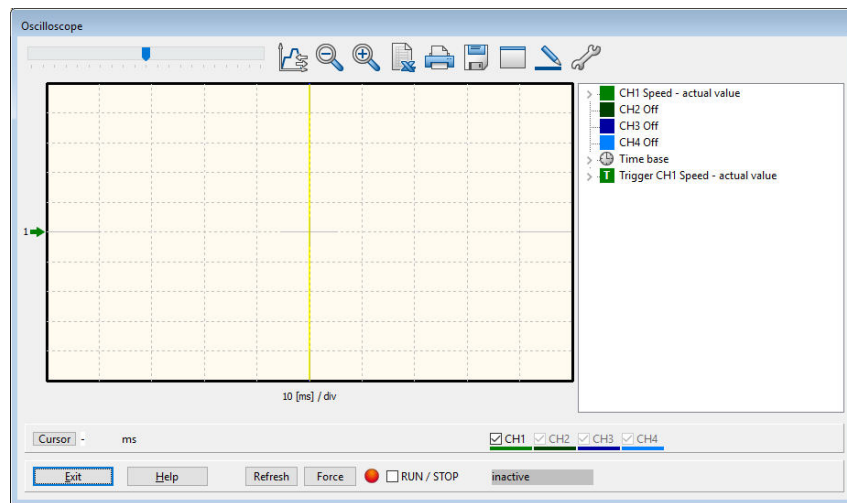 Oscilloscope
CH1 Speed - actual value
CH2 Off
CH3 Off
CH4 Off
Time base
T Trigger CH1 Speed - actual value
1
10 [ms] / div
Cursor - ms CH1 CH2 CH3 CH4
Exit Help Refresh Force RUN / STOP inactive